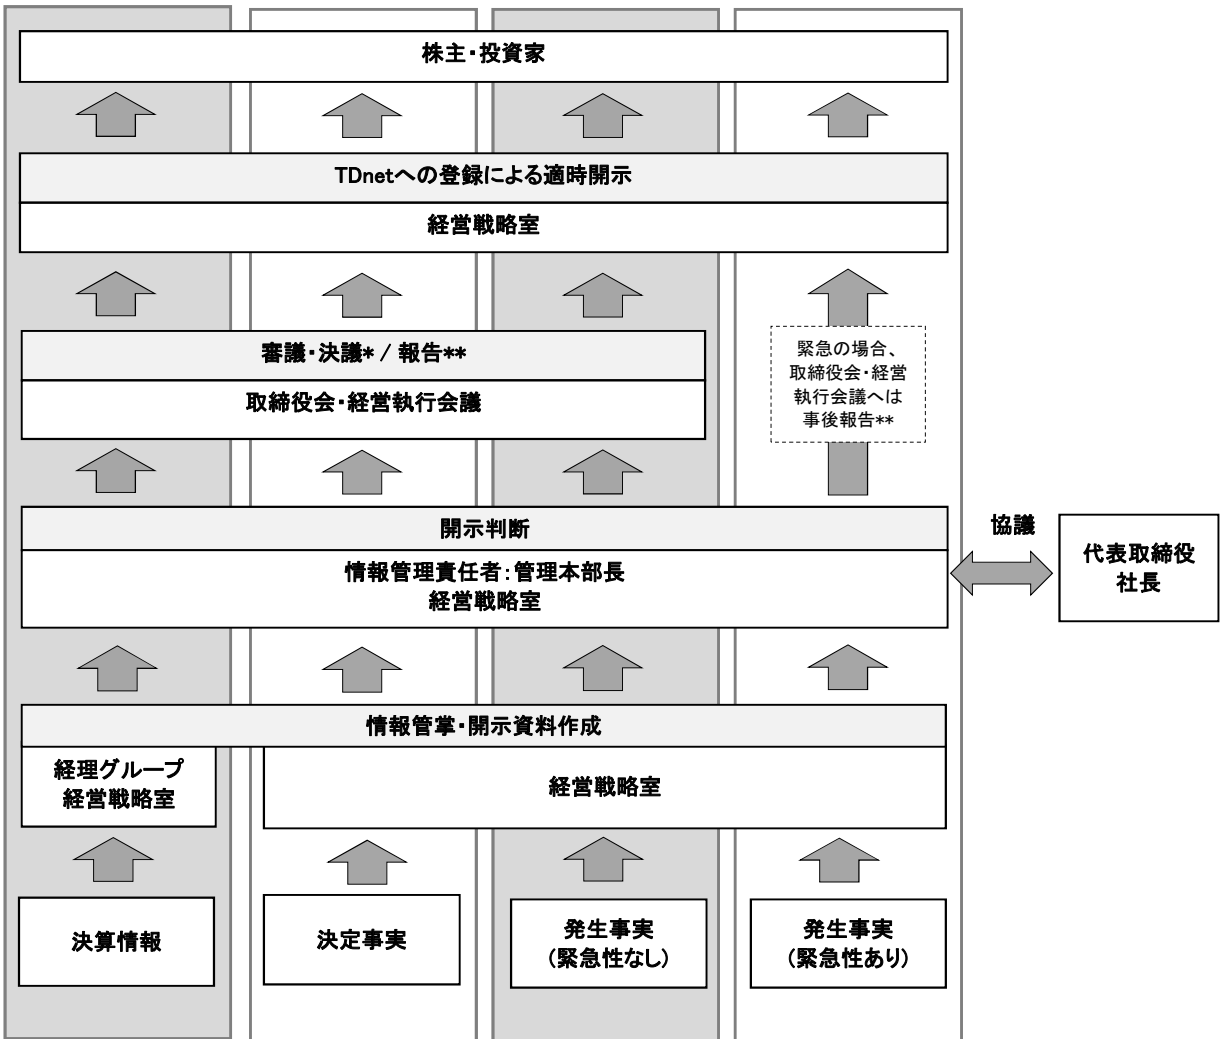 株主・投資家
TDnetへの登録による適時開示
経営戦略室
審議・決議* / 報告**
取締役会・経営執行会議
緊急の場合、
取締役会・経営
執行会議へは
事後報告**
開示判断
情報管理責任者：管理本部長
経営戦略室
協議
代表取締役
社長
情報管掌・開示資料作成
経理グループ
経営戦略室
経営戦略室
決算情報
決定事実
発生事実
(緊急性なし)
発生事実
(緊急性あり)